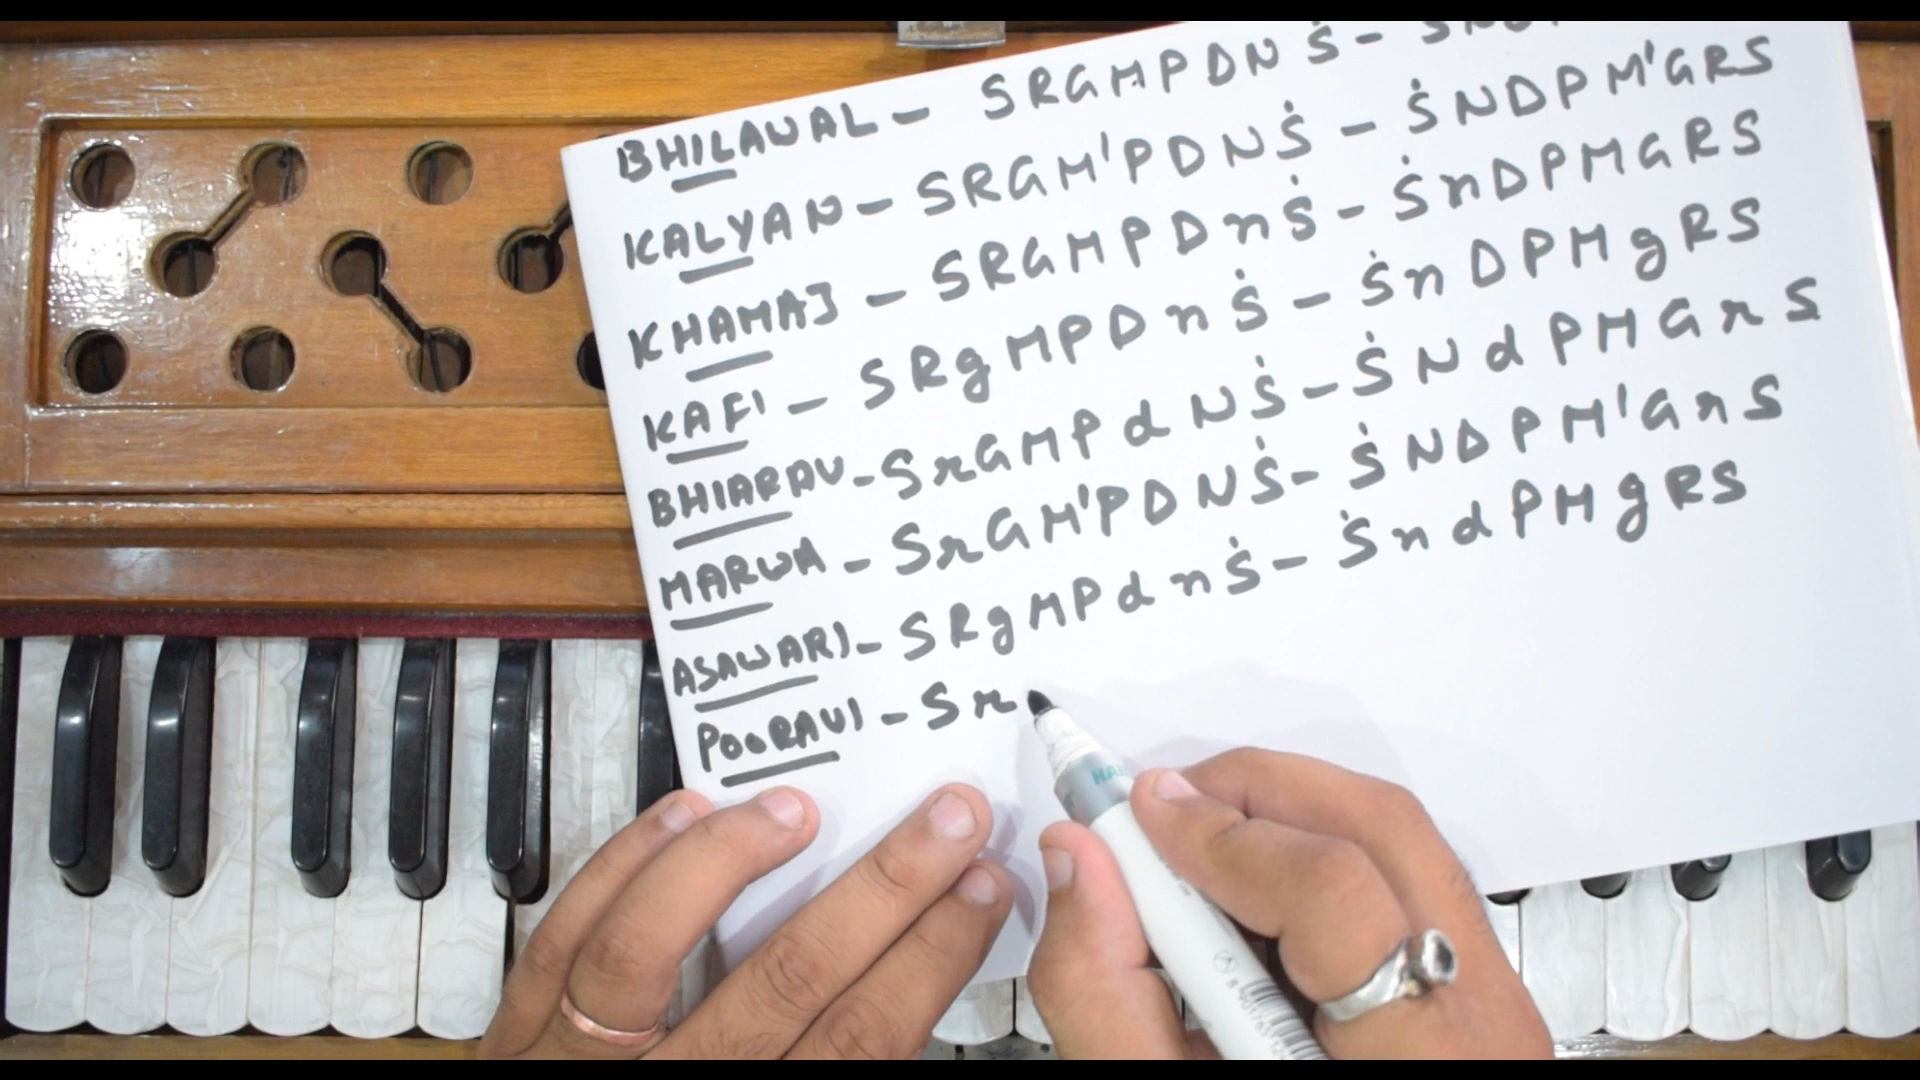 BHILAWAL - SRGMPDNṠ -
KALYAN - SRGM'PDNṠ - ṠNDPM'GRS
KHAMAJ - SRGMPDnṠ - ṠnDPMGRS
KAFI - SRgMPDnṠ - ṠnDPMgRS
BHIARAV - SrGMPdNṠ - ṠNdPMGrS
MARWA - SrGM'PDNṠ - ṠNDPM'GrS
ASAWARI - SRgMPdnṠ - ṠndPMgRS
POORAVI - Sr